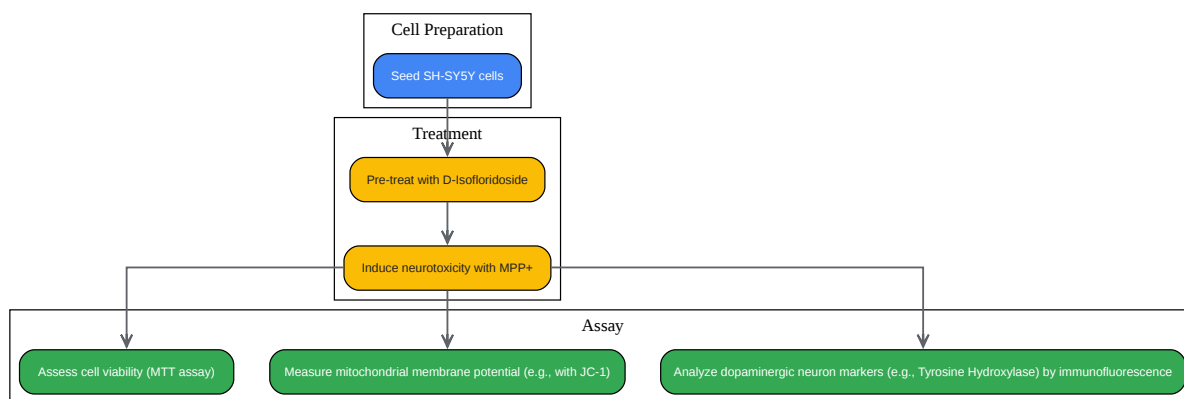 Cell Preparation
Seed SH-SY5Y cells
Treatment
Pre-treat with D-Isofloridoside
Induce neurotoxicity with MPP+
Assay
Assess cell viability (MTT assay)
Measure mitochondrial membrane potential (e.g., with JC-1)
Analyze dopaminergic neuron markers (e.g., Tyrosine Hydroxylase) by immunofluorescence